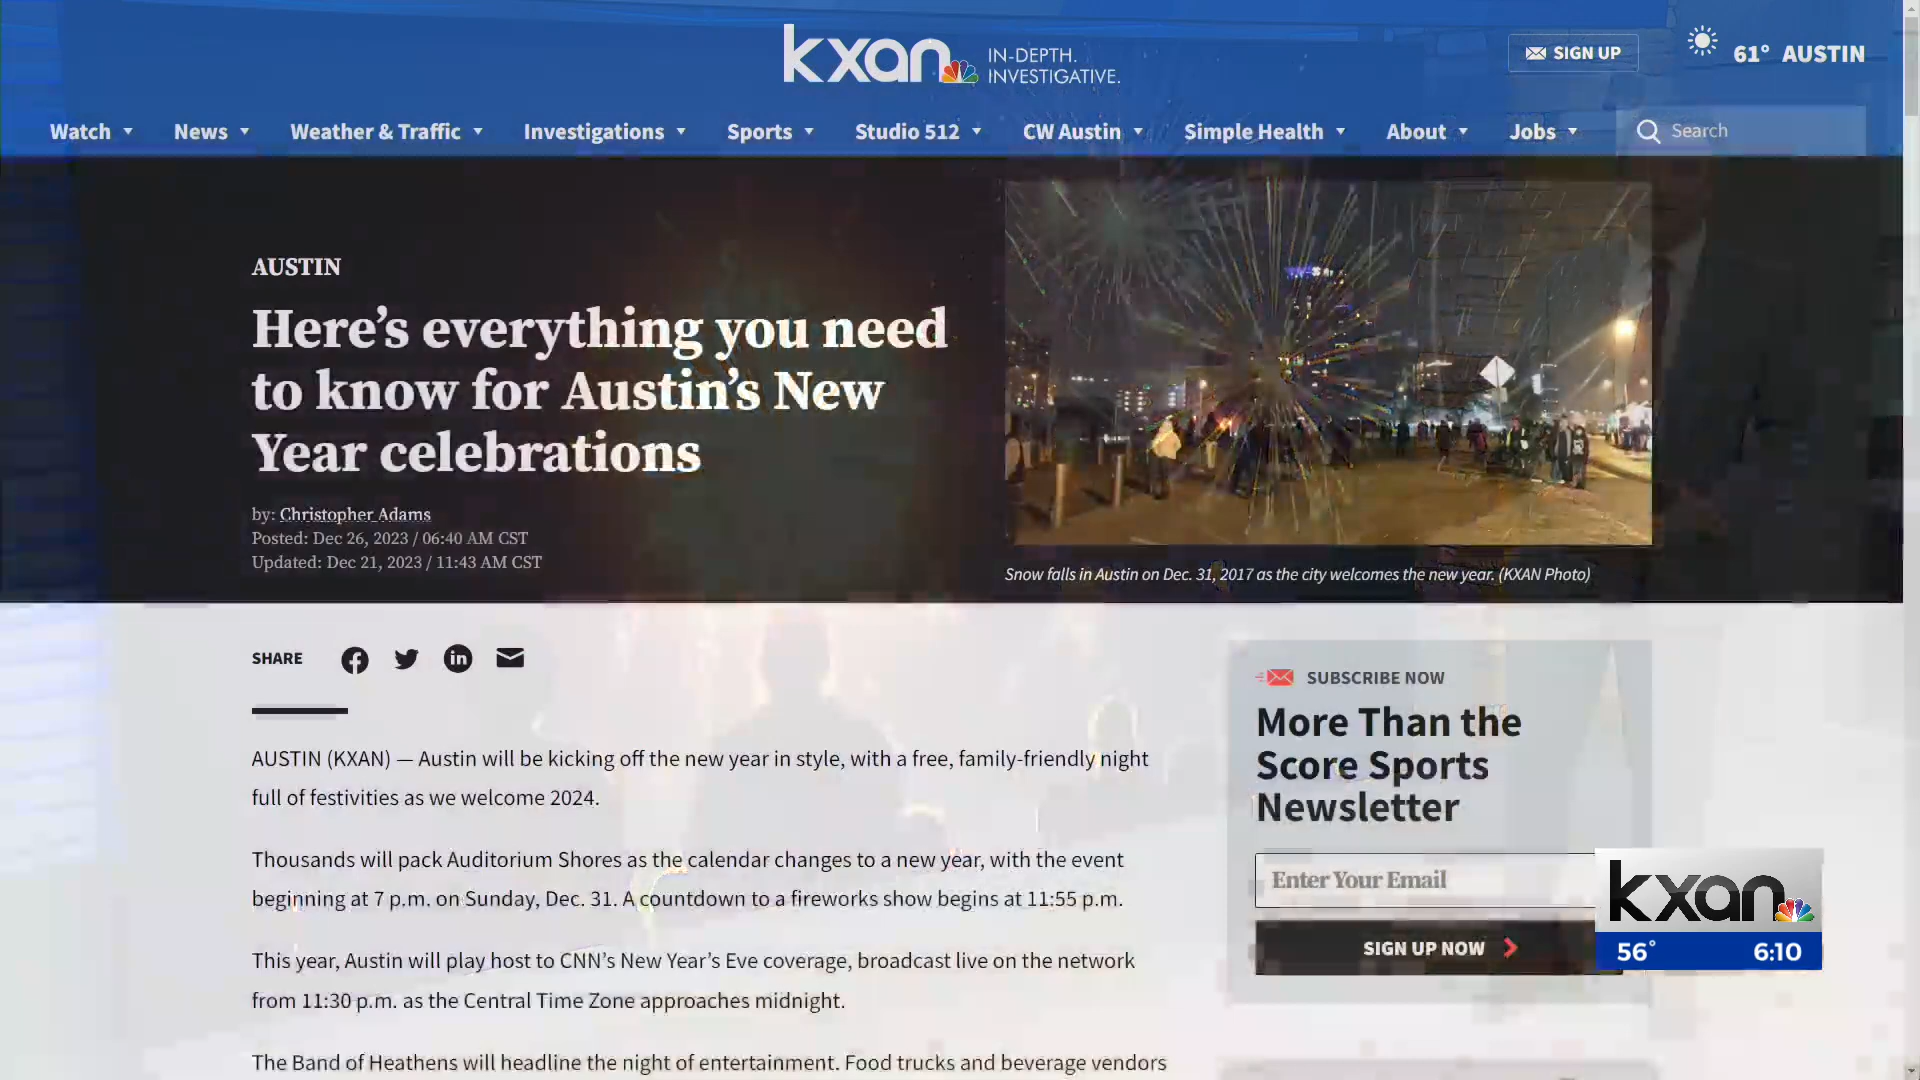 kxan IN-DEPTH.
INVESTIGATIVE.
SIGN UP
61° AUSTIN
Watch News Weather & Traffic Investigations Sports Studio 512 CW Austin Simple Health About Jobs Search
AUSTIN
Here's everything you need
to know for Austin's New
Year celebrations
by: Christopher Adams
Posted: Dec 26, 2023 / 06:40 AM CST
Updated: Dec 21, 2023 / 11:43 AM CST
Snow falls in Austin on Dec. 31, 2017 as the city welcomes the new year. (KXAN Photo)
SHARE
AUSTIN (KXAN) — Austin will be kicking off the new year in style, with a free, family-friendly night
full of festivities as we welcome 2024.
Thousands will pack Auditorium Shores as the calendar changes to a new year, with the event
beginning at 7 p.m. on Sunday, Dec. 31. A countdown to a fireworks show begins at 11:55 p.m.
This year, Austin will play host to CNN's New Year's Eve coverage, broadcast live on the network
from 11:30 p.m. as the Central Time Zone approaches midnight.
The Band of Heathens will headline the night of entertainment. Food trucks and beverage vendors
SUBSCRIBE NOW
More Than the
Score Sports
Newsletter
Enter Your Email
SIGN UP NOW
kxan
56° 6:10